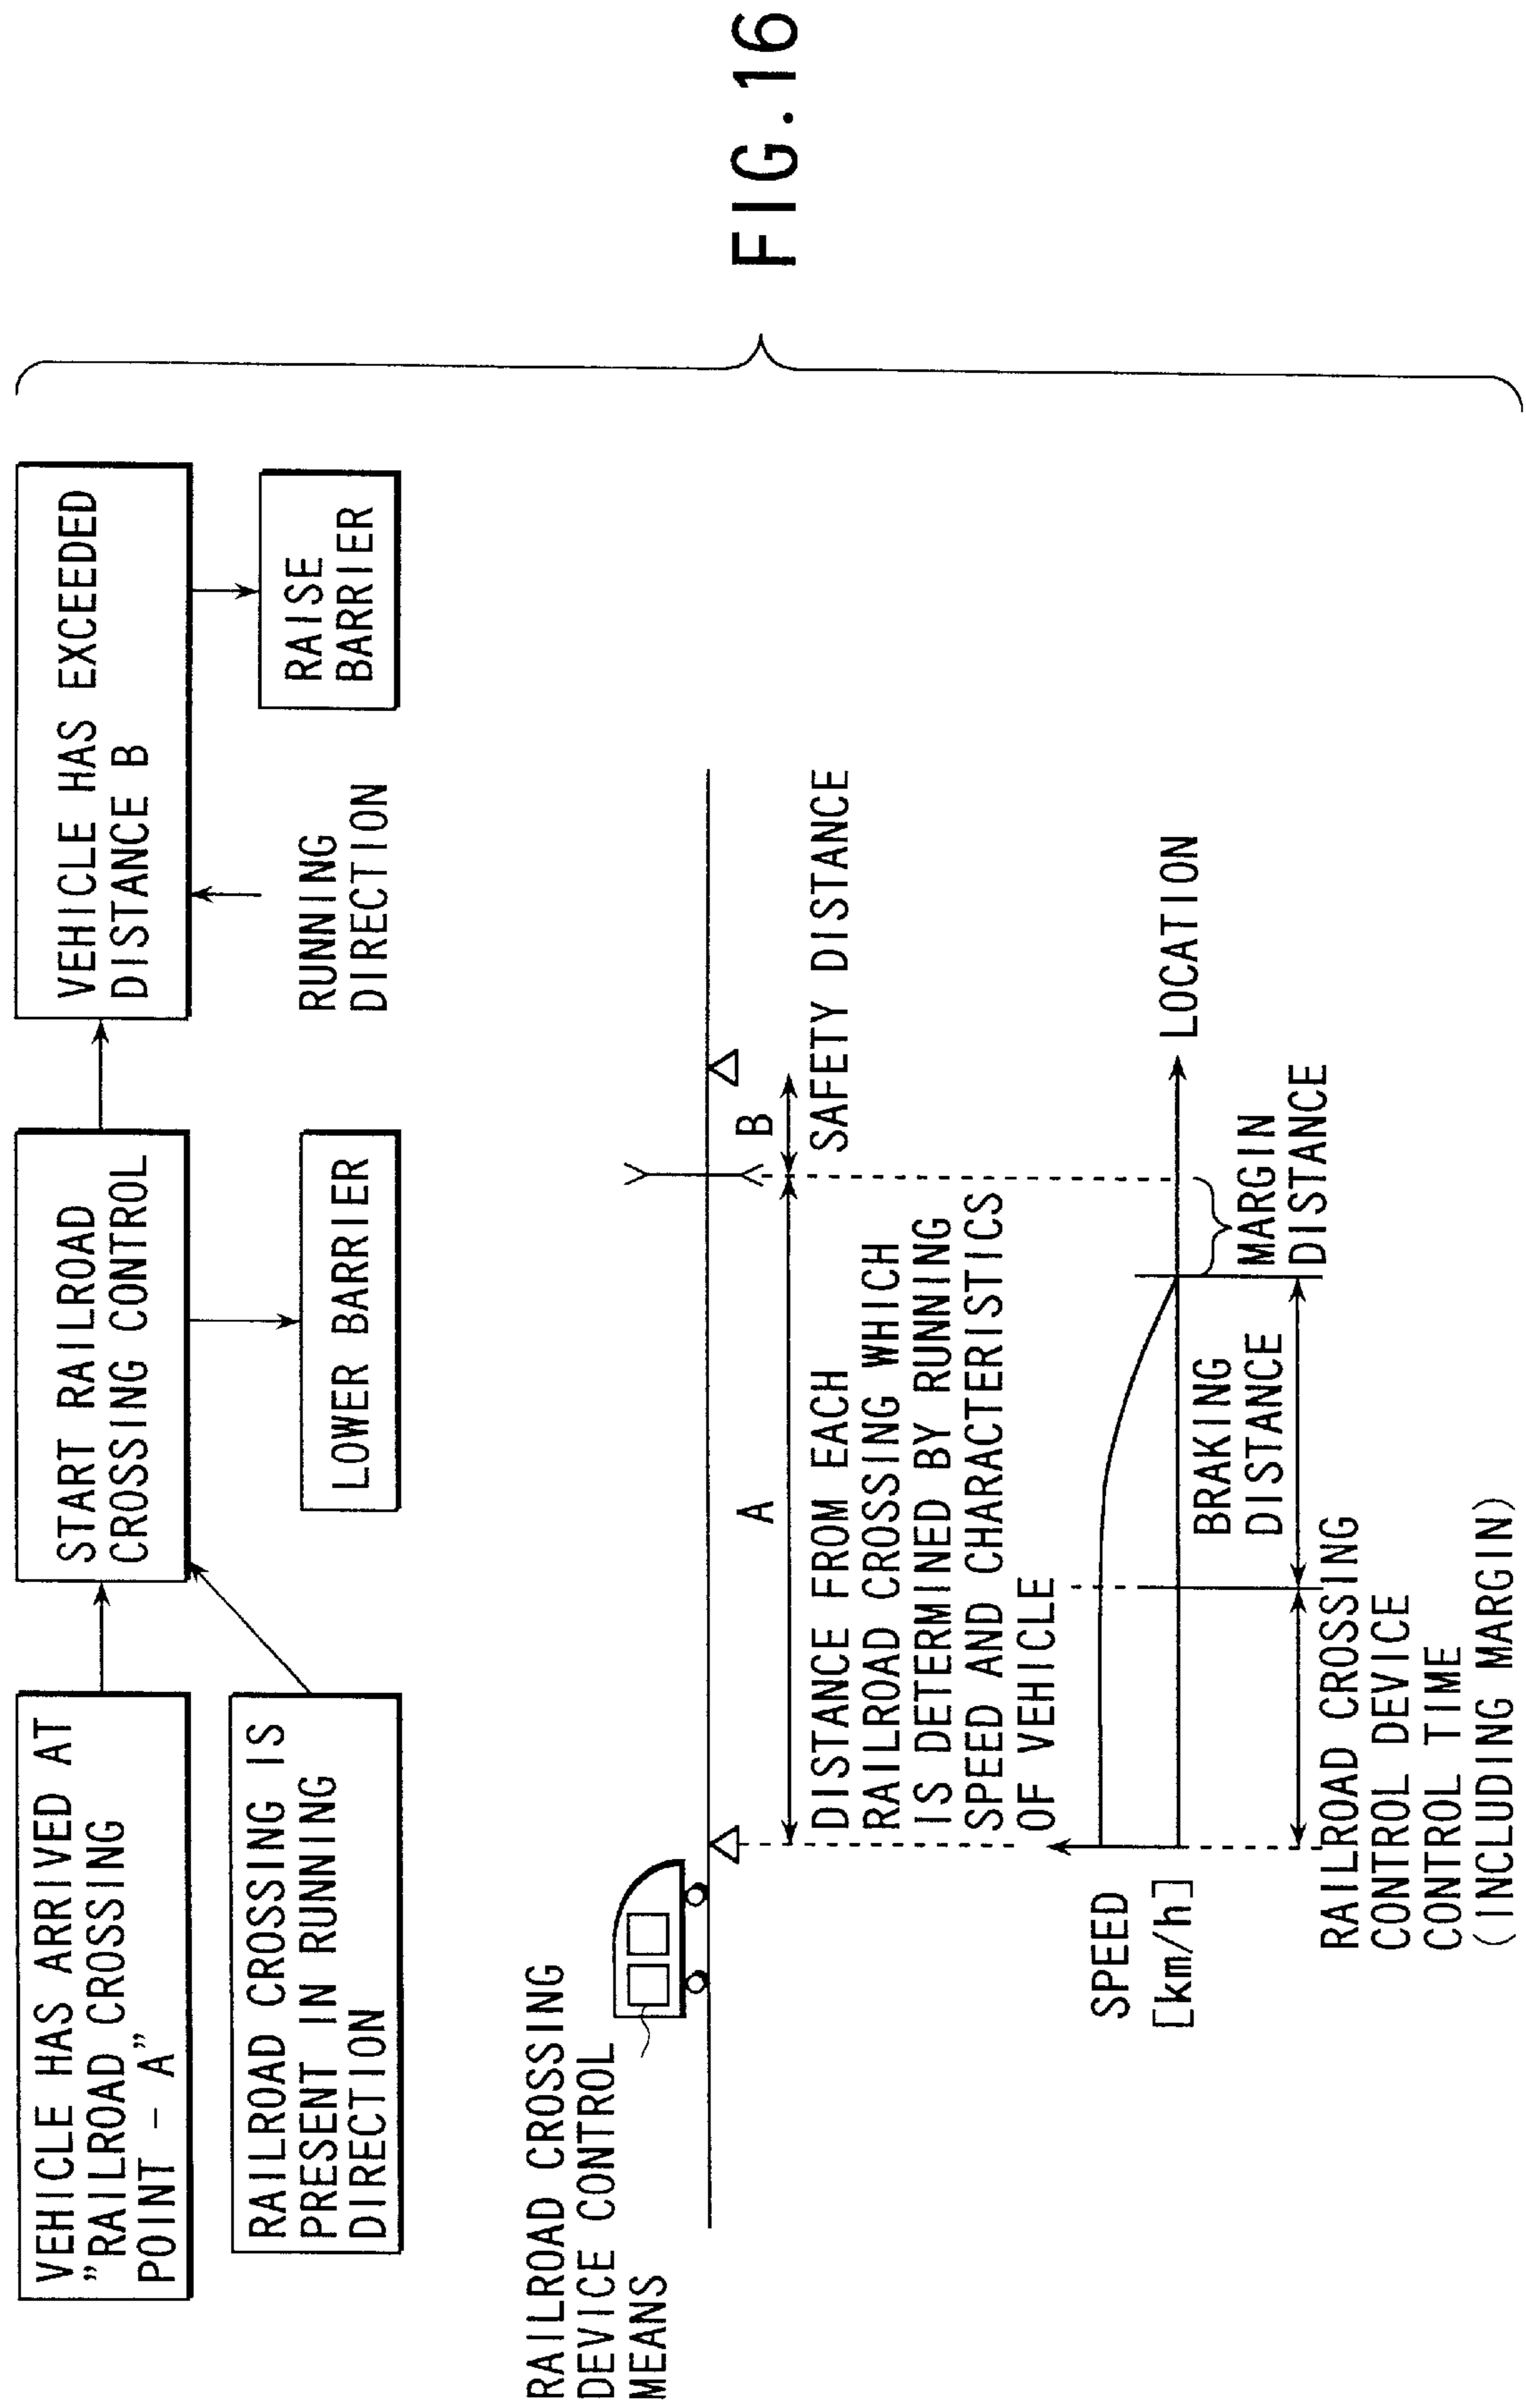 VEHICLE HAS ARRIVED AT
"RAILROAD CROSSING
POINT - A"
RAILROAD CROSSING IS
PRESENT IN RUNNING
DIRECTION
START RAILROAD
CROSSING CONTROL
LOWER BARRIER
VEHICLE HAS EXCEEDED
DISTANCE B
RUNNING
DIRECTION
RAISE
BARRIER
RAILROAD CROSSING
DEVICE CONTROL
MEANS
A
B
DISTANCE FROM EACH
RAILROAD CROSSING WHICH
IS DETERMINED BY RUNNING
SPEED AND CHARACTERISTICS
OF VEHICLE
SAFETY DISTANCE
SPEED
[km/h]
LOCATION
BRAKING
DISTANCE
MARGIN
DISTANCE
RAILROAD CROSSING
CONTROL DEVICE
CONTROL TIME
(INCLUDING MARGIN)
FIG.16